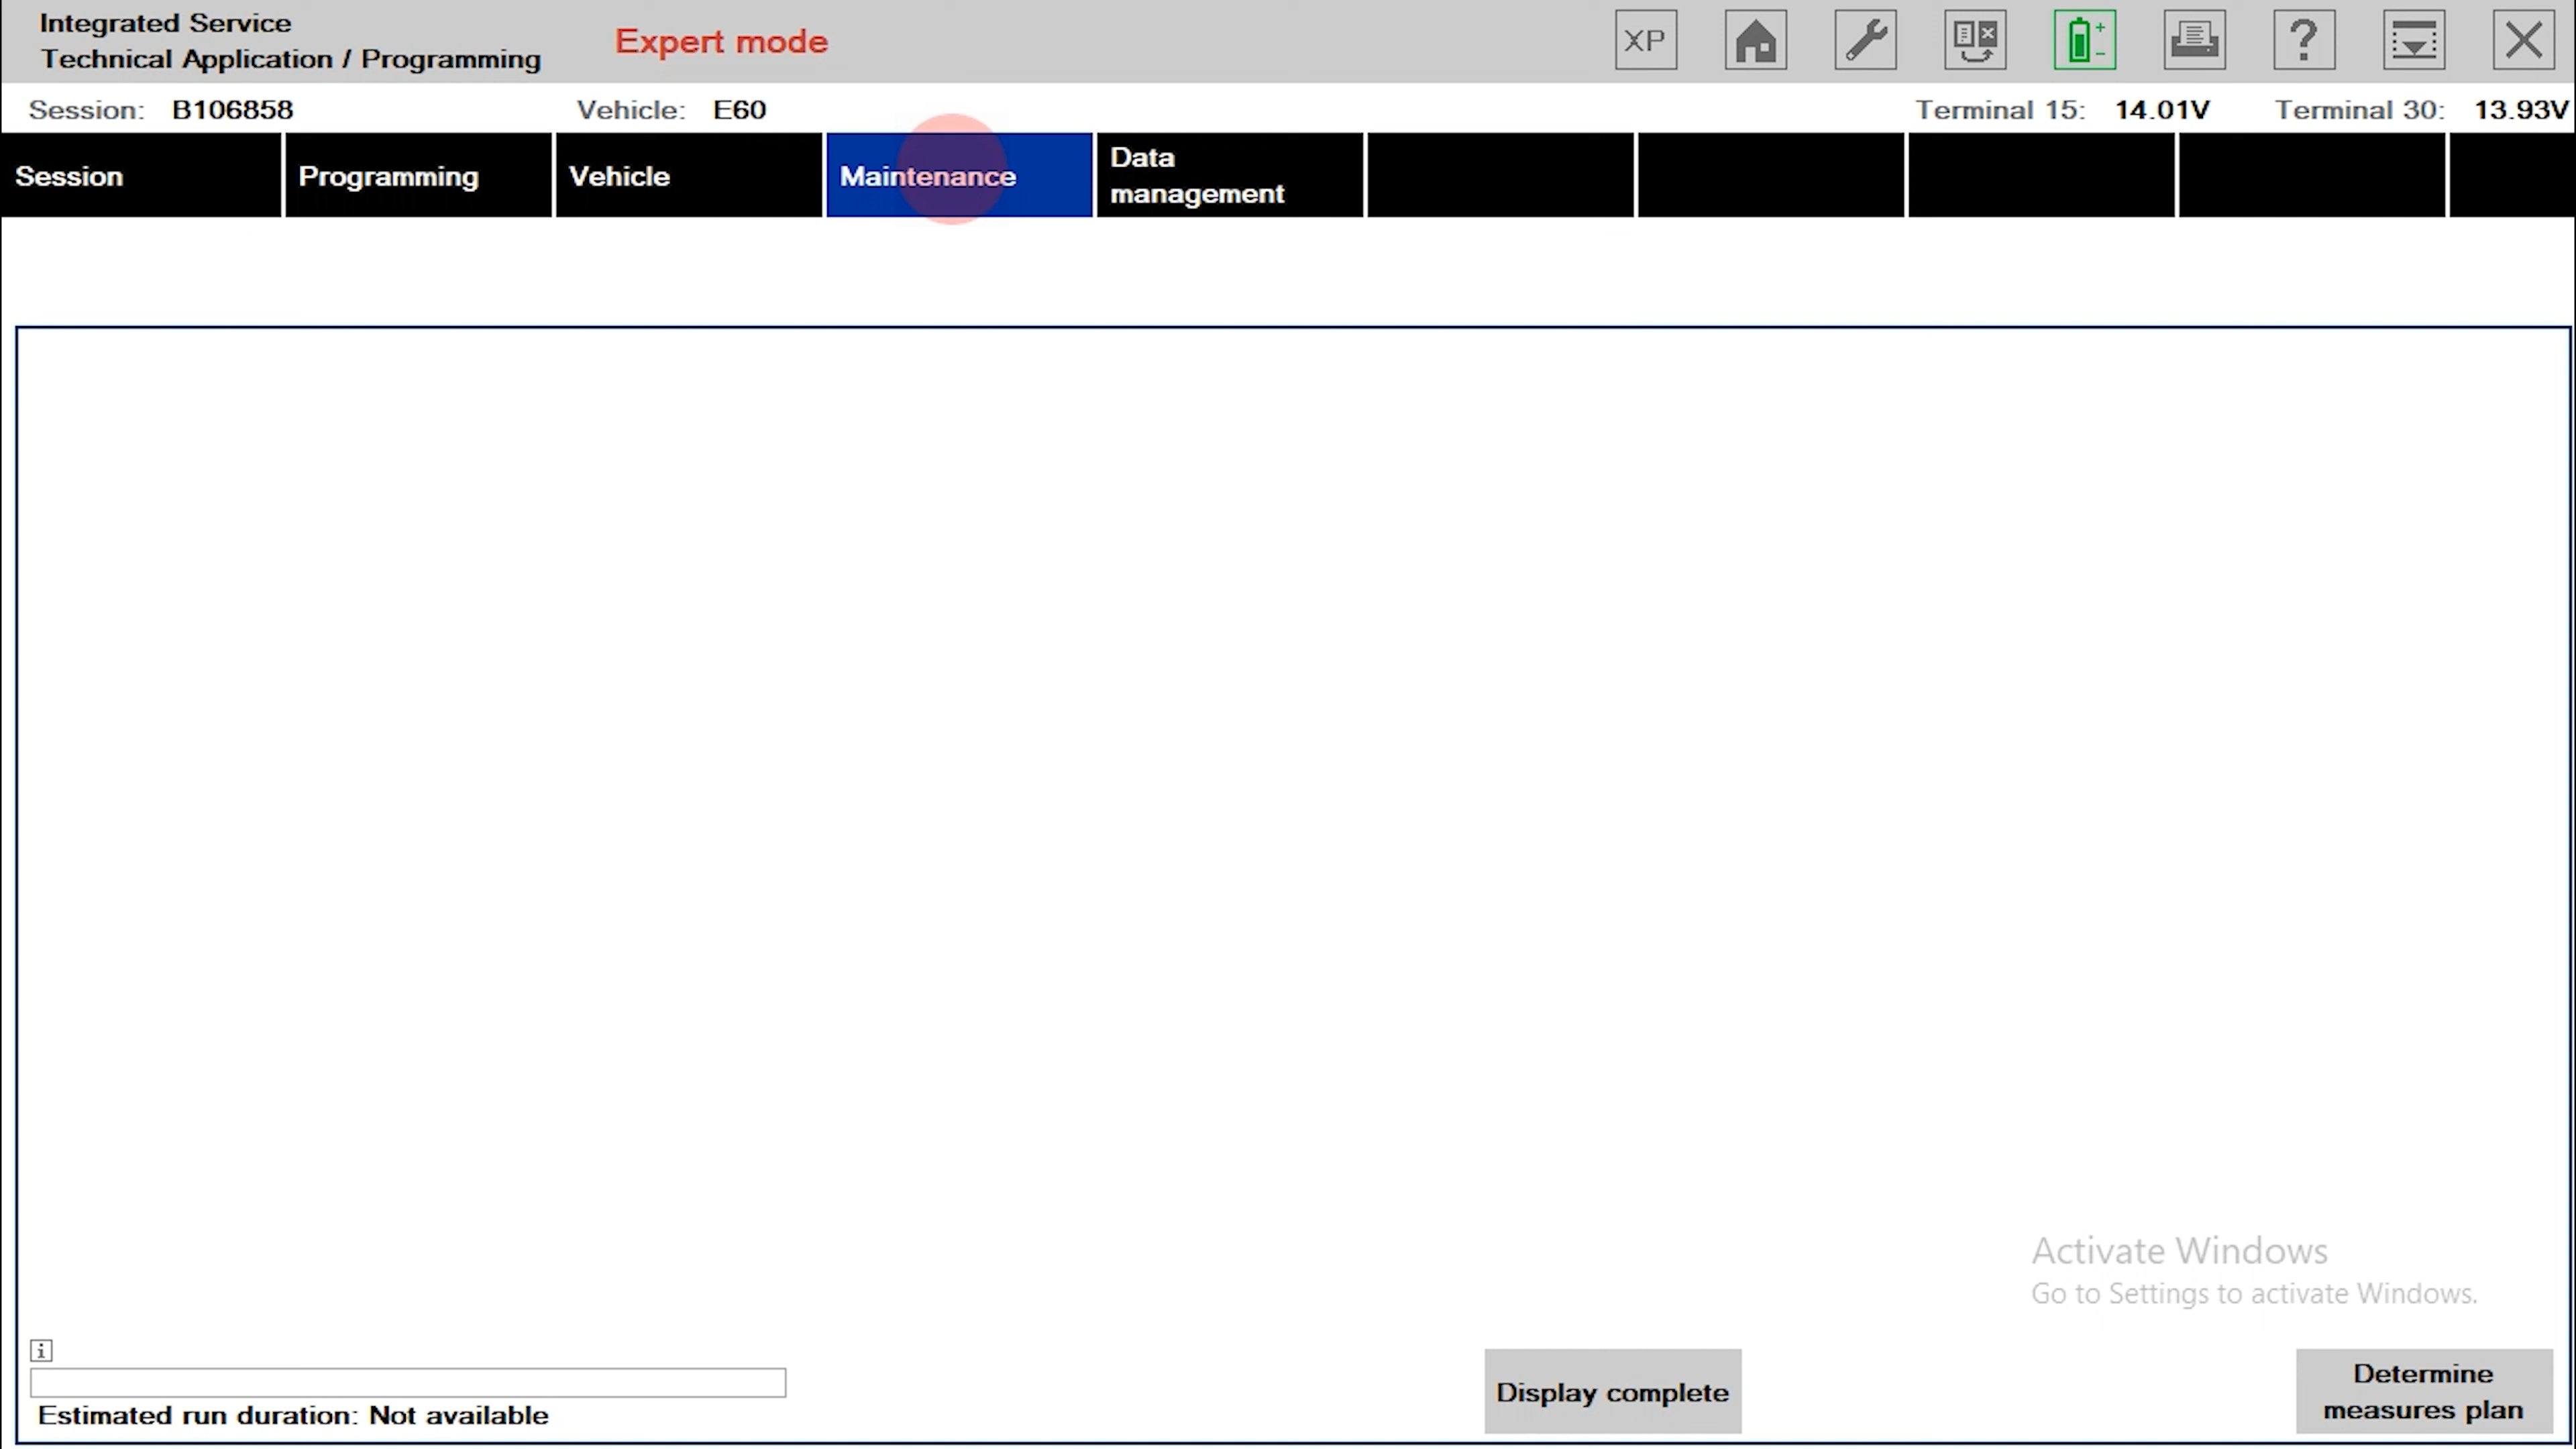 Integrated Service
Technical Application / Programming
Expert mode
XP
Session: B106858
Vehicle: E60
Terminal 15: 14.01V
Terminal 30: 13.93V
Session
Programming
Vehicle
Maintenance
Data
management
Activate Windows
Go to Settings to activate Windows.
i
Estimated run duration: Not available
Display complete
Determine
measures plan